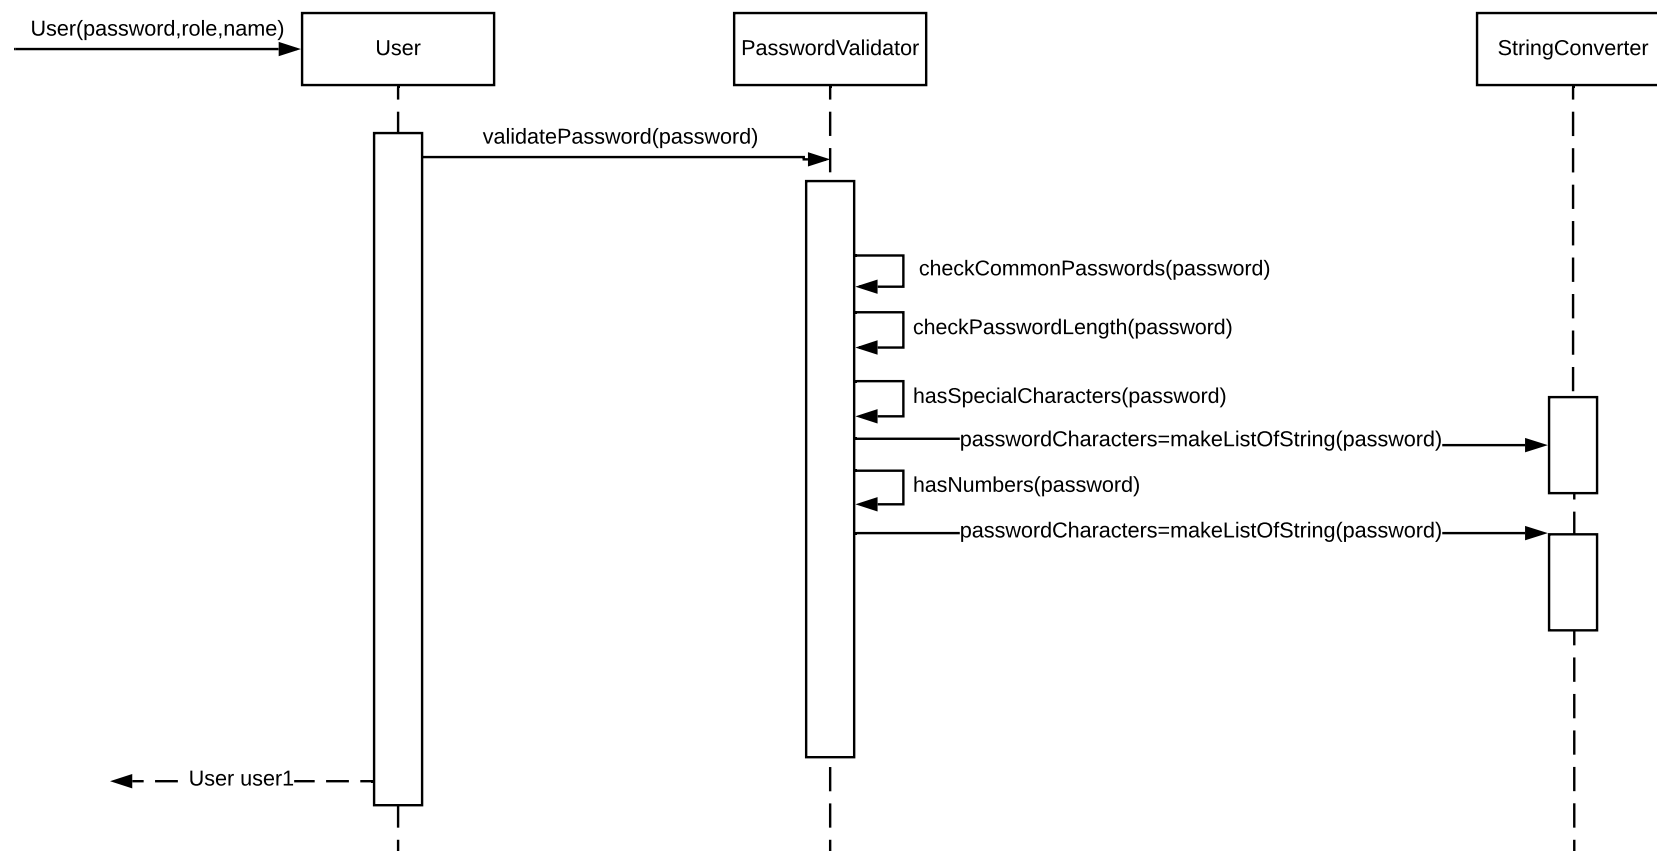 User(password,role,name)
User
PasswordValidator
StringConverter
validatePassword(password)
checkCommonPasswords(password)
checkPasswordLength(password)
hasSpecialCharacters(password)
passwordCharacters=makeListOfString(password)
hasNumbers(password)
passwordCharacters=makeListOfString(password)
User user1